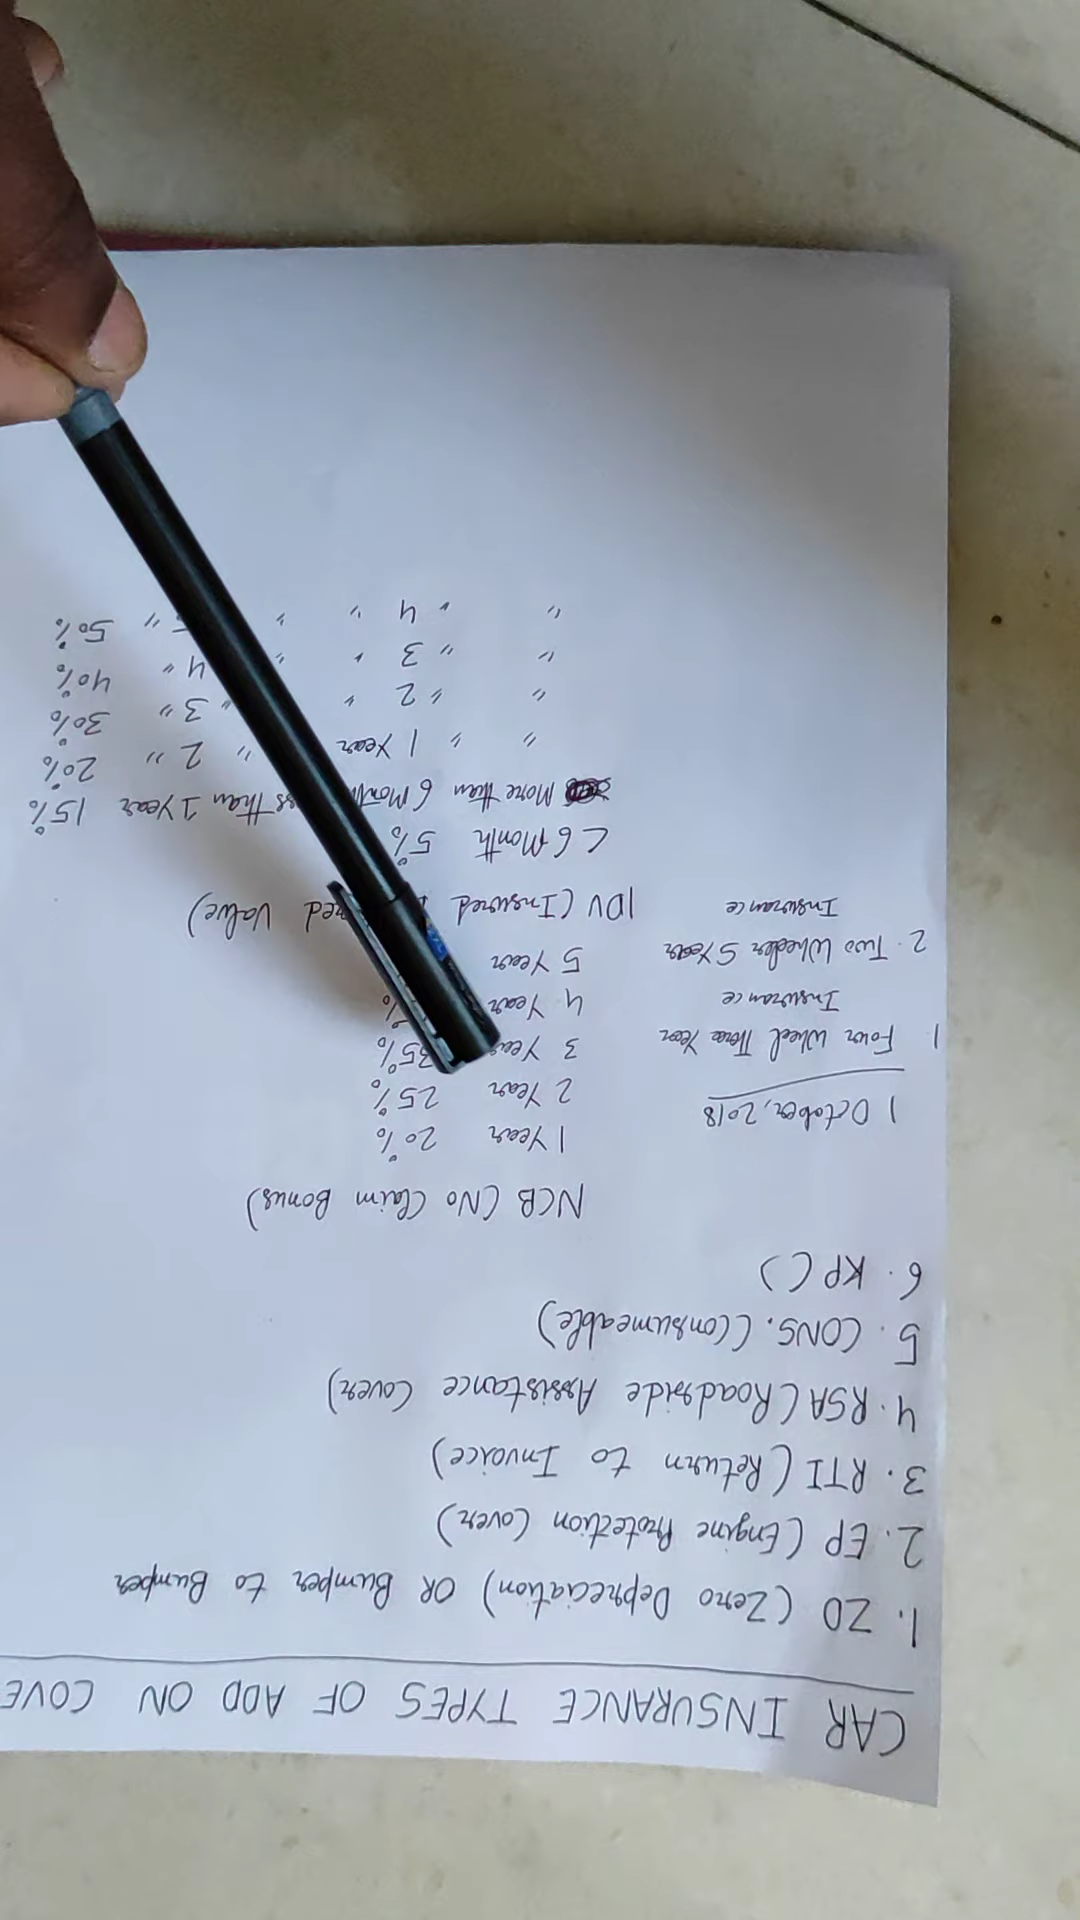 CAR INSURANCE TYPES OF ADD ON COVE
1. ZD (Zero Depreciation) OR Bumper to Bumper
2. EP (Engine Protection Cover)
3. RTI (Return to Invoice)
4. RSA (Roadside Assistance Cover)
5. CONS. (Consumeable)
6. KP ( )
NCB (No Claim Bonus)
1 Year 20%
2 Year 25%
3 Year 35%
4 Year
5 Year
1 October, 2018
1. Four Wheel Three Year
Insurance
2. Two Wheeler 5 Year
Insurance
IDV (Insured Value)
< 6 Month 5%
More than 6 Month than 1 Year 15%
" " 1 Year " 2 " 20%
" " 2 " " 3 " 30%
" " 3 " " 4 " 40%
" " 4 " " " 50%